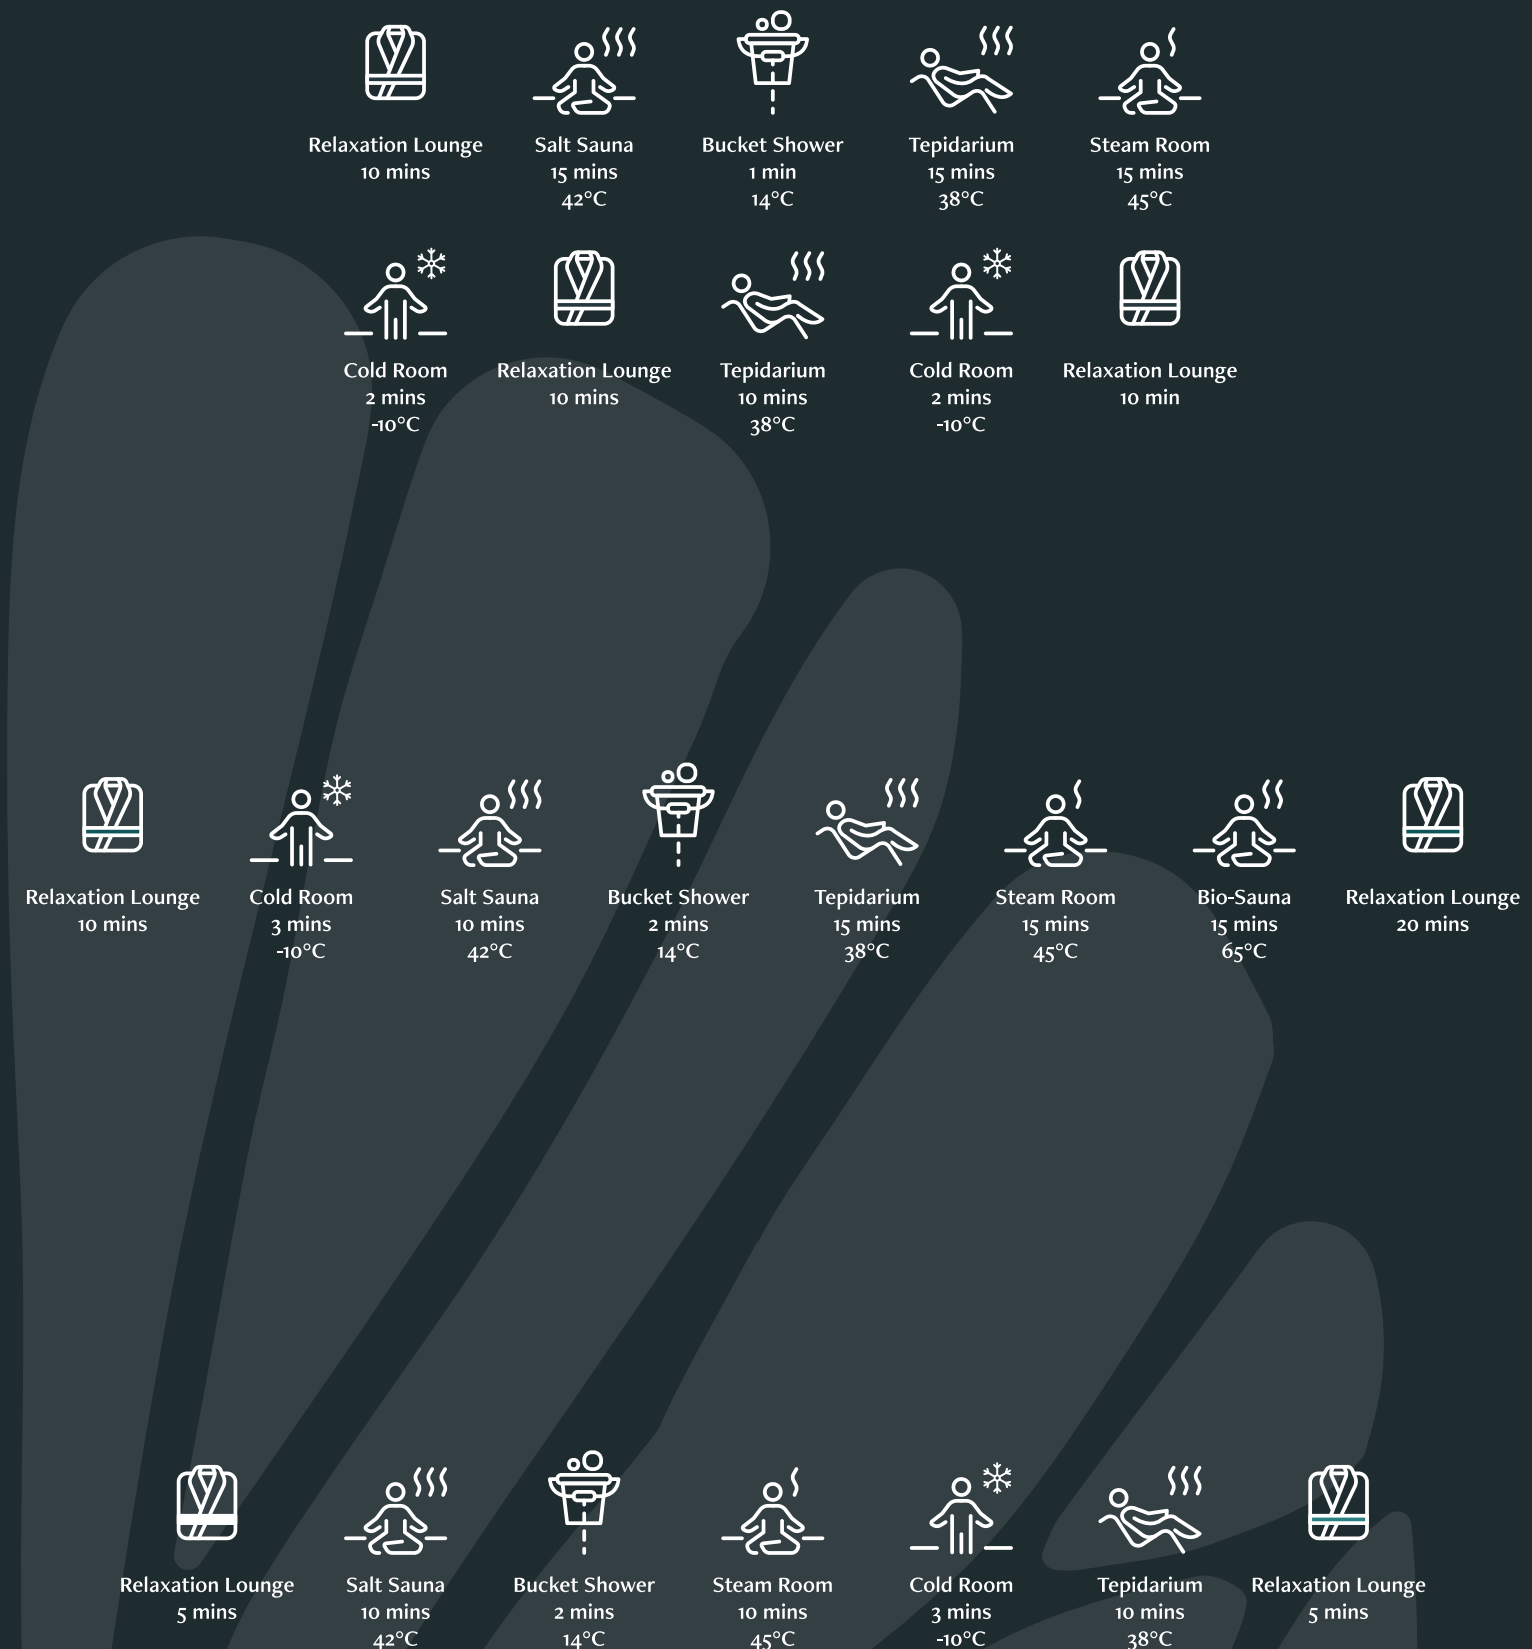 Relaxation Lounge
10 mins
Salt Sauna
15 mins
42°C
Bucket Shower
1 min
14°C
Tepidarium
15 mins
38°C
Steam Room
15 mins
45°C
Cold Room
2 mins
-10°C
Relaxation Lounge
10 mins
Tepidarium
10 mins
38°C
Cold Room
2 mins
-10°C
Relaxation Lounge
10 min
Relaxation Lounge
10 mins
Cold Room
3 mins
-10°C
Salt Sauna
10 mins
42°C
Bucket Shower
2 mins
14°C
Tepidarium
15 mins
38°C
Steam Room
15 mins
45°C
Bio-Sauna
15 mins
65°C
Relaxation Lounge
20 mins
Relaxation Lounge
5 mins
Salt Sauna
10 mins
42°C
Bucket Shower
2 mins
14°C
Steam Room
10 mins
45°C
Cold Room
3 mins
-10°C
Tepidarium
10 mins
38°C
Relaxation Lounge
5 mins